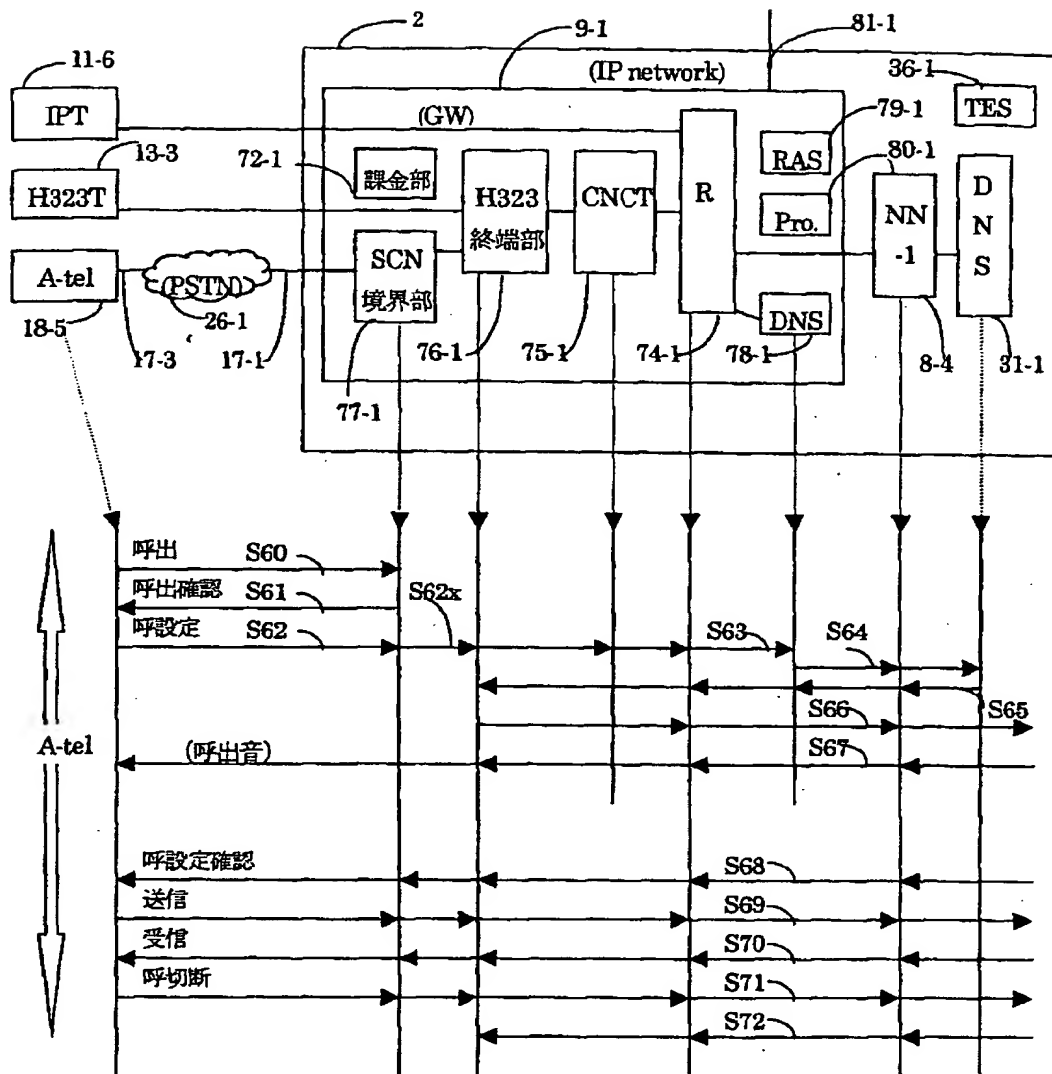 2
9-1
81-1
11-6
(IP network)
36-1
IPT
(GW)
79-1
TES
13-3
72-1
RAS
80-1
H323T
課金部
H323
終端部
CNCT
R
Pro.
NN
-1
D
N
S
A-tel
(PSTN)
SCN
境界部
DNS
18-5
26-1
17-3
17-1
76-1
75-1
74-1
78-1
8-4
31-1
77-1
呼出
S60
呼出確認
S61
S62x
呼設定
S62
S63
S64
S66
S65
A-tel
(呼出音)
S67
呼設定確認
S68
送信
S69
受信
S70
呼切断
S71
S72